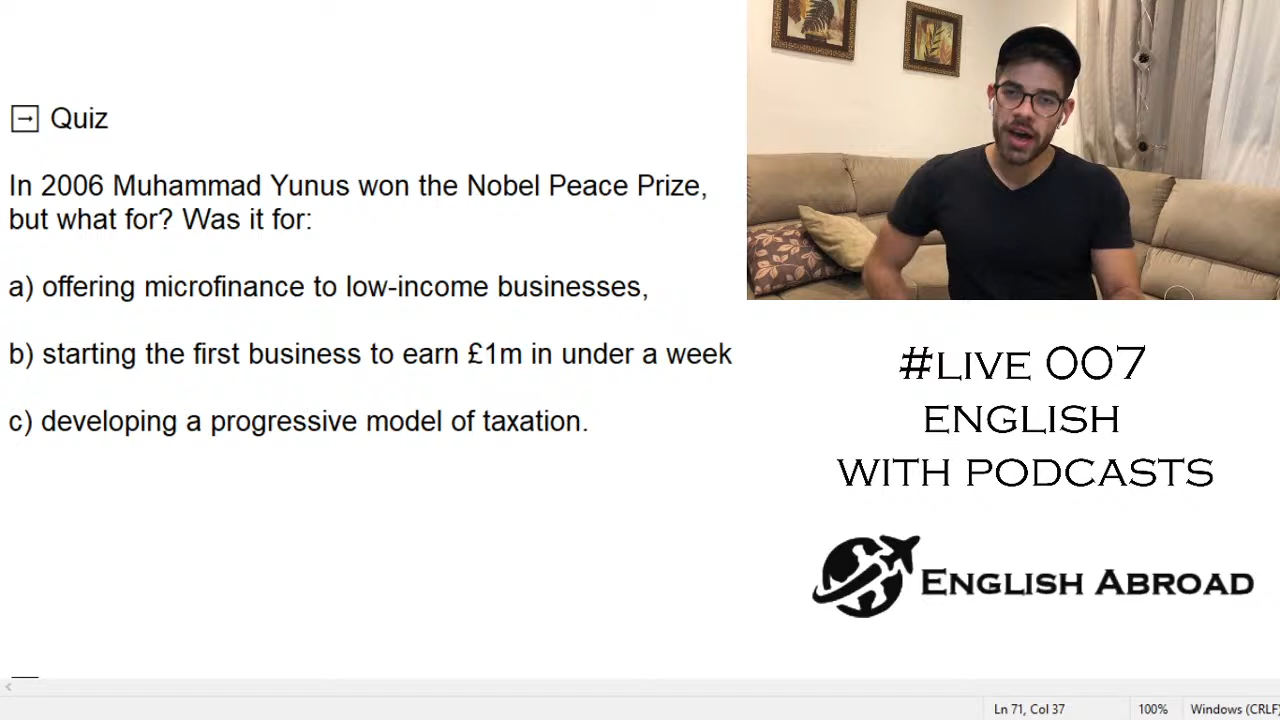 → Quiz
In 2006 Muhammad Yunus won the Nobel Peace Prize,
but what for? Was it for:
a) offering microfinance to low-income businesses,
b) starting the first business to earn £1m in under a week
c) developing a progressive model of taxation.
#LIVE 007
ENGLISH
WITH PODCASTS
ENGLISH ABROAD
Ln 71, Col 37
100%
Windows (CRLF